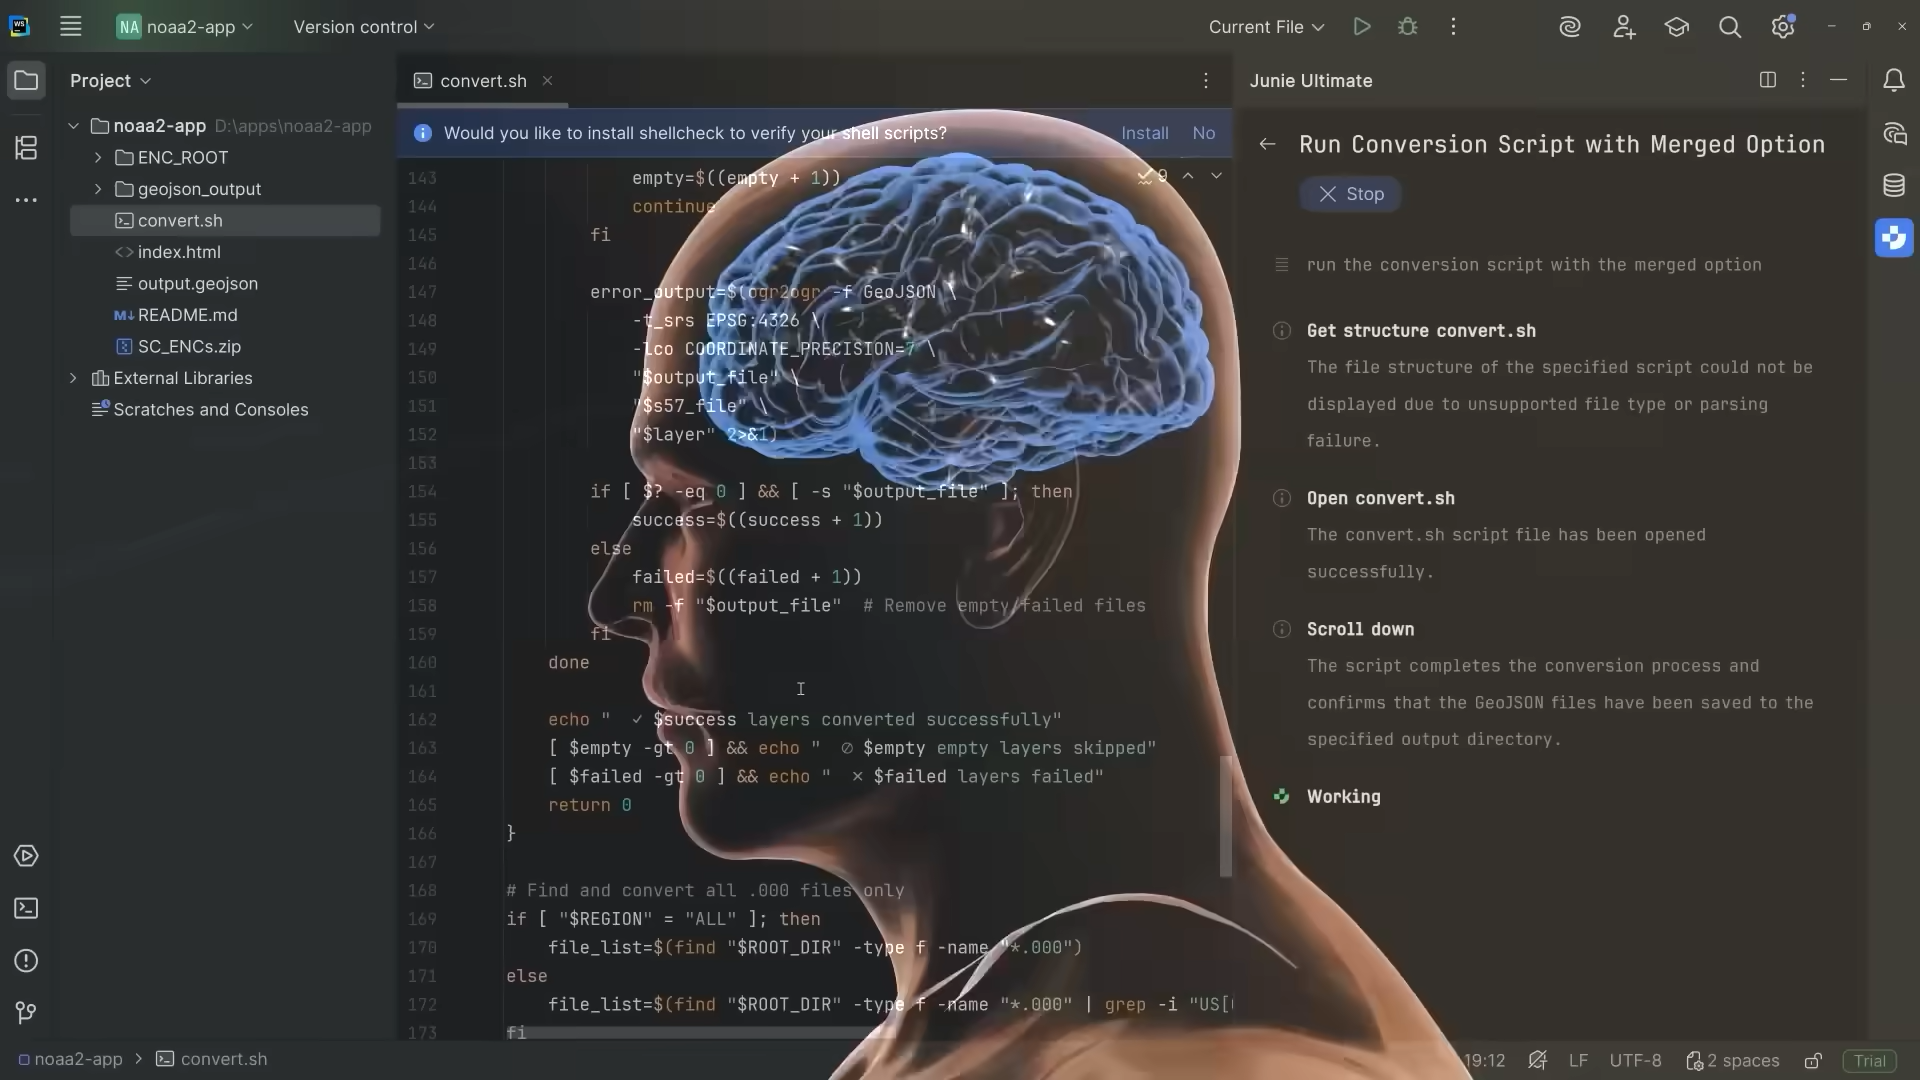 WS
NA noaa2-app
Version control
Current File
Project
noaa2-app D:\apps\noaa2-app
ENC_ROOT
geojson_output
convert.sh
index.html
output.geojson
M↓ README.md
SC_ENCs.zip
External Libraries
Scratches and Consoles
convert.sh
Would you like to install shellcheck to verify your shell scripts? Install No
9
143 empty=$((empty + 1))
144 continue
145 fi
146
147 error_output=$(ogr2ogr -f GeoJSON \
148 -t_srs EPSG:4326 \
149 -lco COORDINATE_PRECISION=7 \
150 "$output_file" \
151 "$s57_file" \
152 "$layer" 2>&1)
153
154 if [ $? -eq 0 ] && [ -s "$output_file" ]; then
155 success=$((success + 1))
156 else
157 failed=$((failed + 1))
158 rm -f "$output_file" # Remove empty/failed files
159 fi
160 done
161
162 echo " ✓ $success layers converted successfully"
163 [ $empty -gt 0 ] && echo " ⊘ $empty empty layers skipped"
164 [ $failed -gt 0 ] && echo " ✕ $failed layers failed"
165 return 0
166 }
167
168 # Find and convert all .000 files only
169 if [ "$REGION" = "ALL" ]; then
170 file_list=$(find "$ROOT_DIR" -type f -name "*.000")
171 else
172 file_list=$(find "$ROOT_DIR" -type f -name "*.000" | grep -i "US[
173 fi
Junie Ultimate
Run Conversion Script with Merged Option
Stop
run the conversion script with the merged option
Get structure convert.sh
The file structure of the specified script could not be
displayed due to unsupported file type or parsing
failure.
Open convert.sh
The convert.sh script file has been opened
successfully.
Scroll down
The script completes the conversion process and
confirms that the GeoJSON files have been saved to the
specified output directory.
Working
noaa2-app > convert.sh
19:12 LF UTF-8 2 spaces Trial